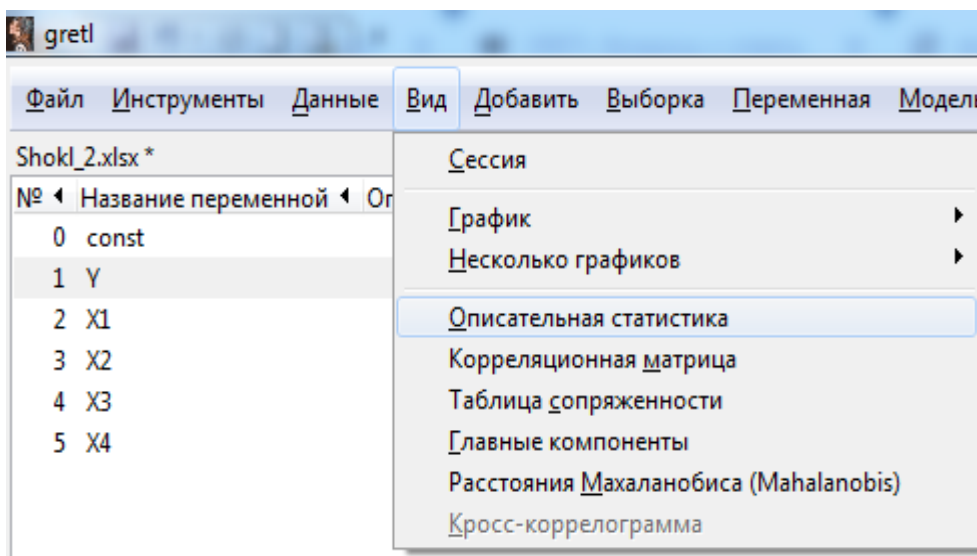 gretl
Файл Инструменты Данные Вид Добавить Выборка Переменная
Shokl_2.xlsx *
№ Название переменной
0 const
1 Y
2 X1
3 X2
4 X3
5 X4
Сессия
График
Несколько графиков
Описательная статистика
Корреляционная матрица
Таблица сопряженности
Главные компоненты
Расстояния Махаланобиса (Mahalanobis)
Кросс-коррелограмма